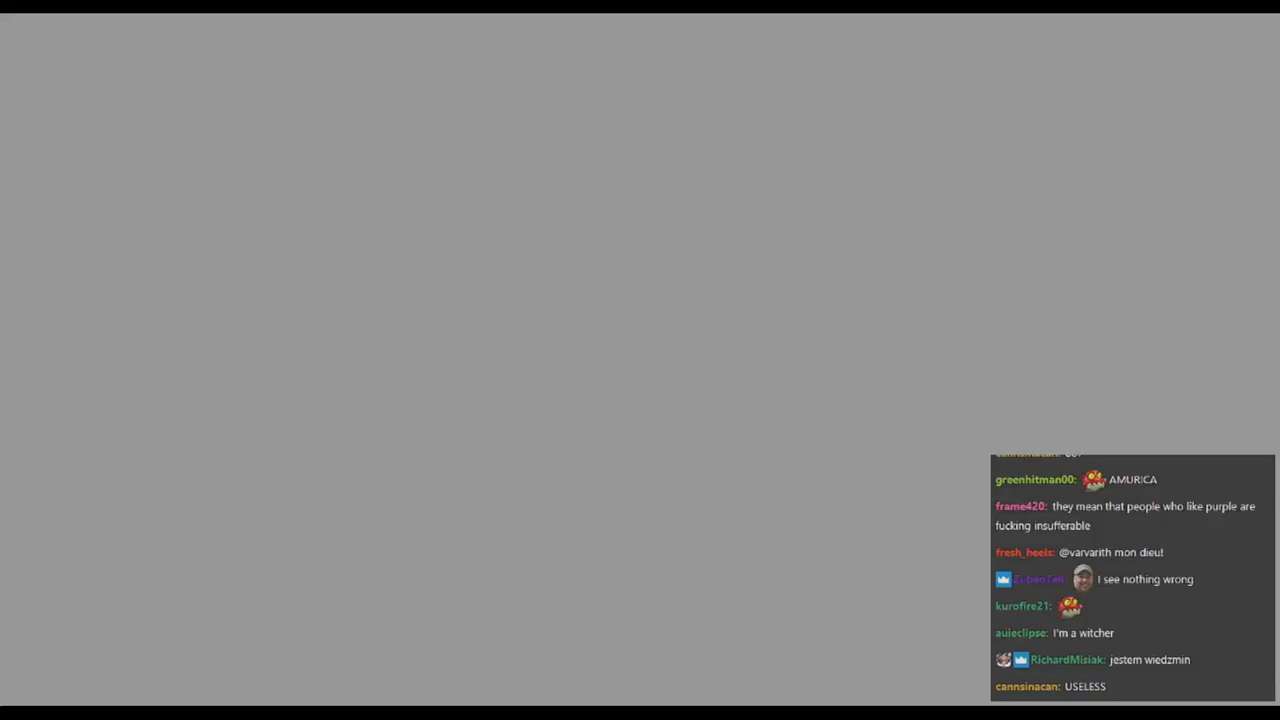 greenhitman00: AMURICA
frame420: they mean that people who like purple are
fucking insufferable
fresh_heels: @varvarith mon dieu!
I see nothing wrong
kurofire21:
auieclipse: I'm a witcher
RichardMisiak: jestem wiedzmin
cannsinacan: USELESS